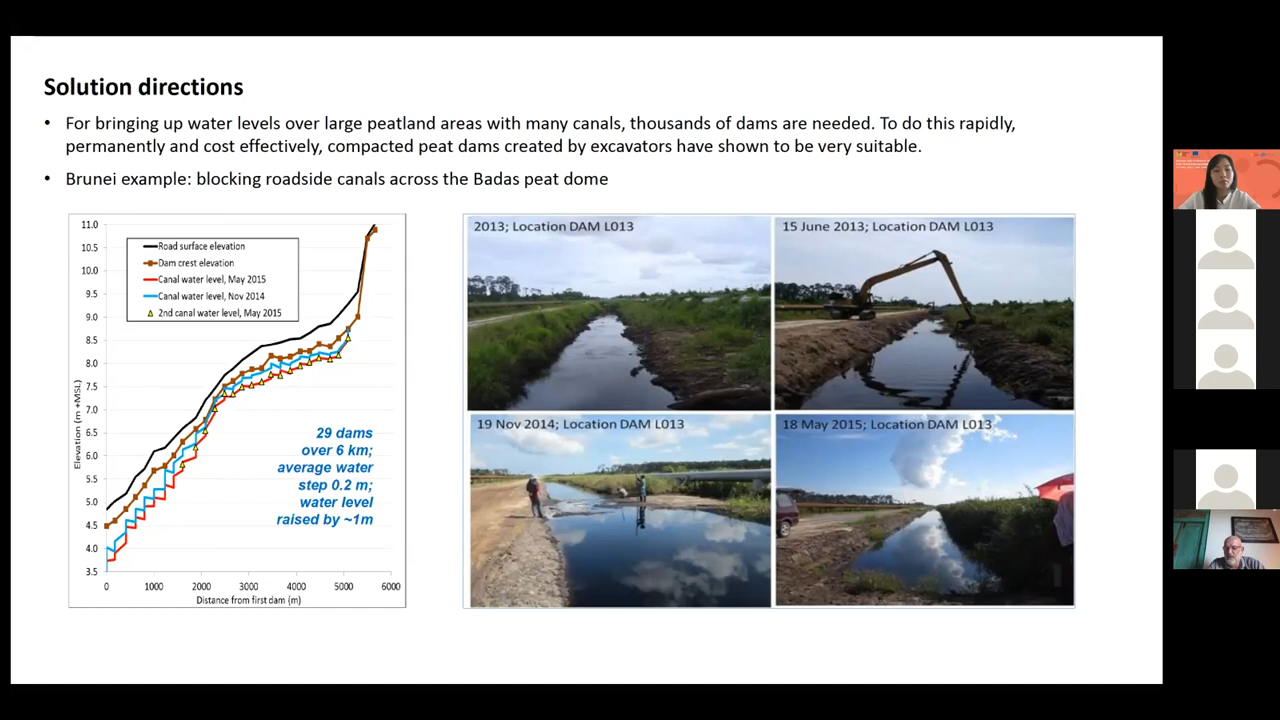 Solution directions
• For bringing up water levels over large peatland areas with many canals, thousands of dams are needed. To do this rapidly,
permanently and cost effectively, compacted peat dams created by excavators have shown to be very suitable.
• Brunei example: blocking roadside canals across the Badas peat dome
11.0
10.5
10.0
9.5
9.0
8.5
8.0
7.5
7.0
6.5
6.0
5.5
5.0
4.5
4.0
3.5
Elevation (m +MSL)
Road surface elevation
Dam crest elevation
Canal water level, May 2015
Canal water level, Nov 2014
2nd canal water level, May 2015
29 dams
over 6 km;
average water
step 0.2 m;
water level
raised by ~1m
0 1000 2000 3000 4000 5000 6000
Distance from first dam (m)
2013; Location DAM L013
15 June 2013; Location DAM L013
19 Nov 2014; Location DAM L013
18 May 2015; Location DAM L013